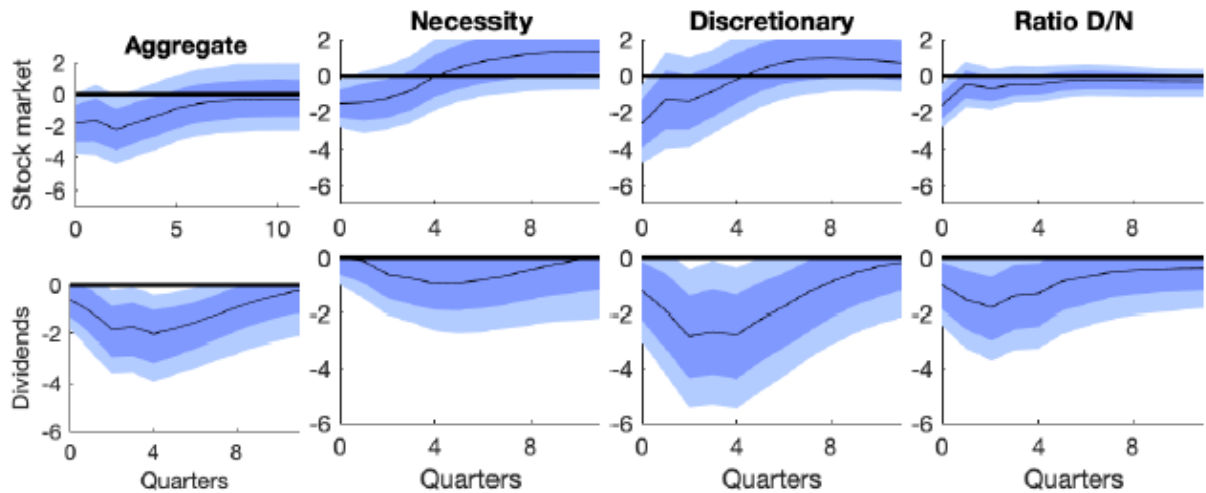 Aggregate Necessity Discretionary Ratio D/N
Stock market
2 0 -2 -4 -6
0 5 10
2 0 -2 -4 -6
0 4 8
2 0 -2 -4 -6
0 4 8
2 0 -2 -4 -6
0 4 8
Dividends
0 -2 -4 -6
0 4 8
Quarters
0 -2 -4 -6
0 4 8
Quarters
0 -2 -4 -6
0 4 8
Quarters
0 -2 -4 -6
0 4 8
Quarters